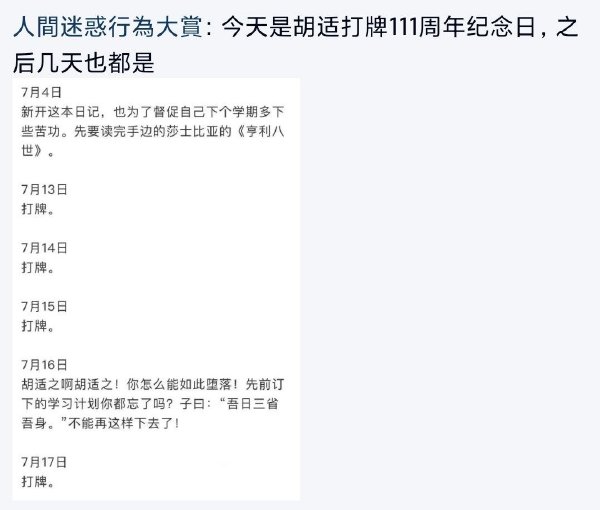 人間迷惑行為大賞：今天是胡适打牌111周年纪念日，之
后几天也都是
7月4日
新开这本日记，也为了督促自己下个学期多下
些苦功。先要读完手边的莎士比亚的《亨利八
世》。
7月13日
打牌。
7月14日
打牌。
7月15日
打牌。
7月16日
胡适之啊胡适之！你怎么能如此堕落！先前订
下的学习计划你都忘了吗？子曰：“吾日三省
吾身。”不能再这样下去了！
7月17日
打牌。